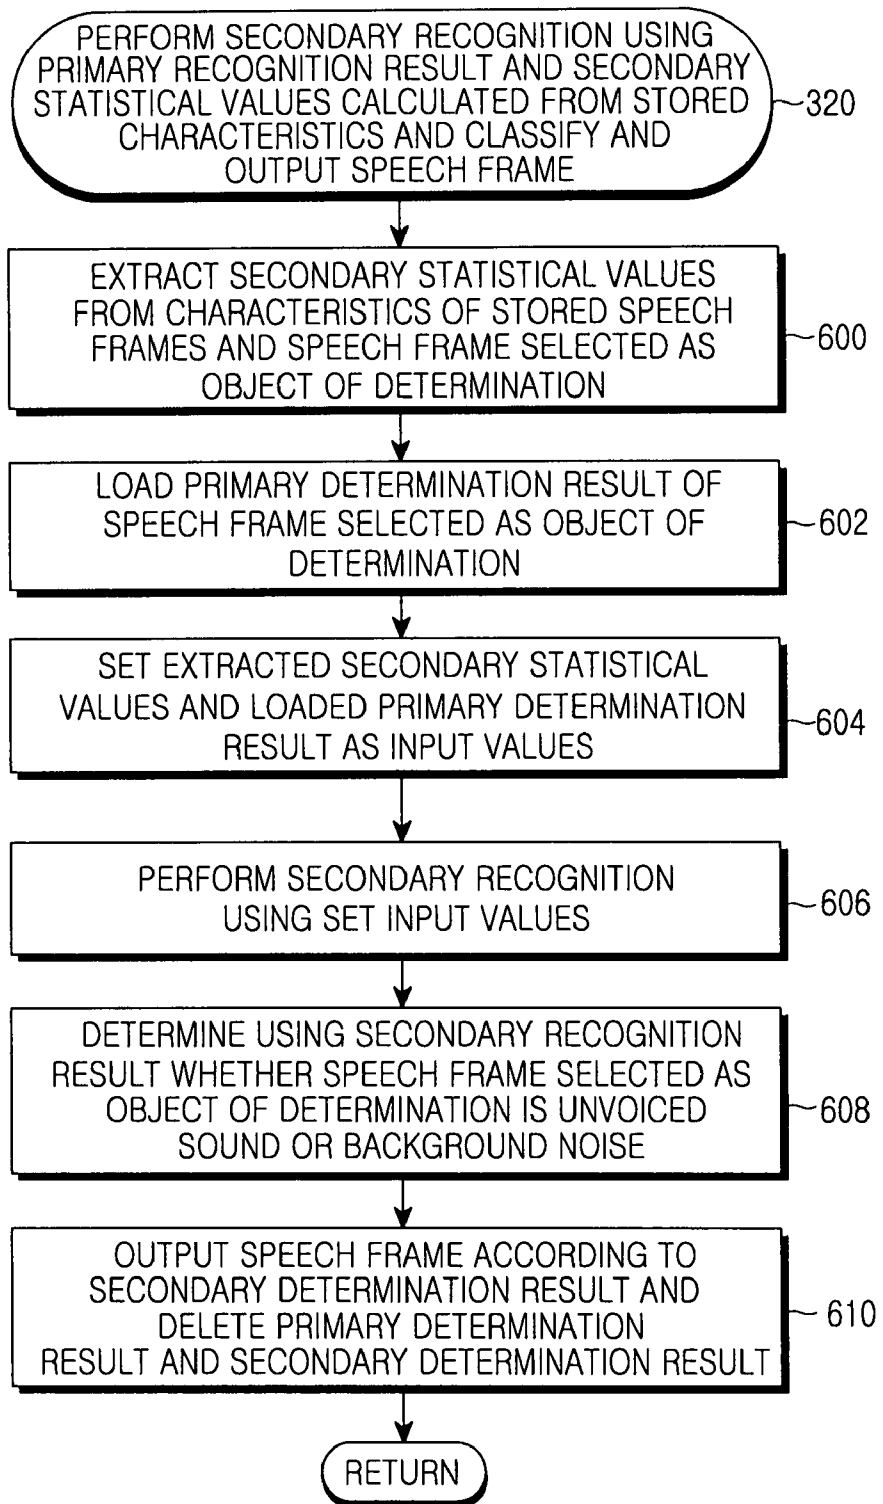 PERFORM SECONDARY RECOGNITION USING
PRIMARY RECOGNITION RESULT AND SECONDARY
STATISTICAL VALUES CALCULATED FROM STORED
CHARACTERISTICS AND CLASSIFY AND
OUTPUT SPEECH FRAME
320
EXTRACT SECONDARY STATISTICAL VALUES
FROM CHARACTERISTICS OF STORED SPEECH
FRAMES AND SPEECH FRAME SELECTED AS
OBJECT OF DETERMINATION
600
LOAD PRIMARY DETERMINATION RESULT OF
SPEECH FRAME SELECTED AS OBJECT OF
DETERMINATION
602
SET EXTRACTED SECONDARY STATISTICAL
VALUES AND LOADED PRIMARY DETERMINATION
RESULT AS INPUT VALUES
604
PERFORM SECONDARY RECOGNITION
USING SET INPUT VALUES
606
DETERMINE USING SECONDARY RECOGNITION
RESULT WHETHER SPEECH FRAME SELECTED AS
OBJECT OF DETERMINATION IS UNVOICED
SOUND OR BACKGROUND NOISE
608
OUTPUT SPEECH FRAME ACCORDING TO
SECONDARY DETERMINATION RESULT AND
DELETE PRIMARY DETERMINATION
RESULT AND SECONDARY DETERMINATION RESULT
610
RETURN